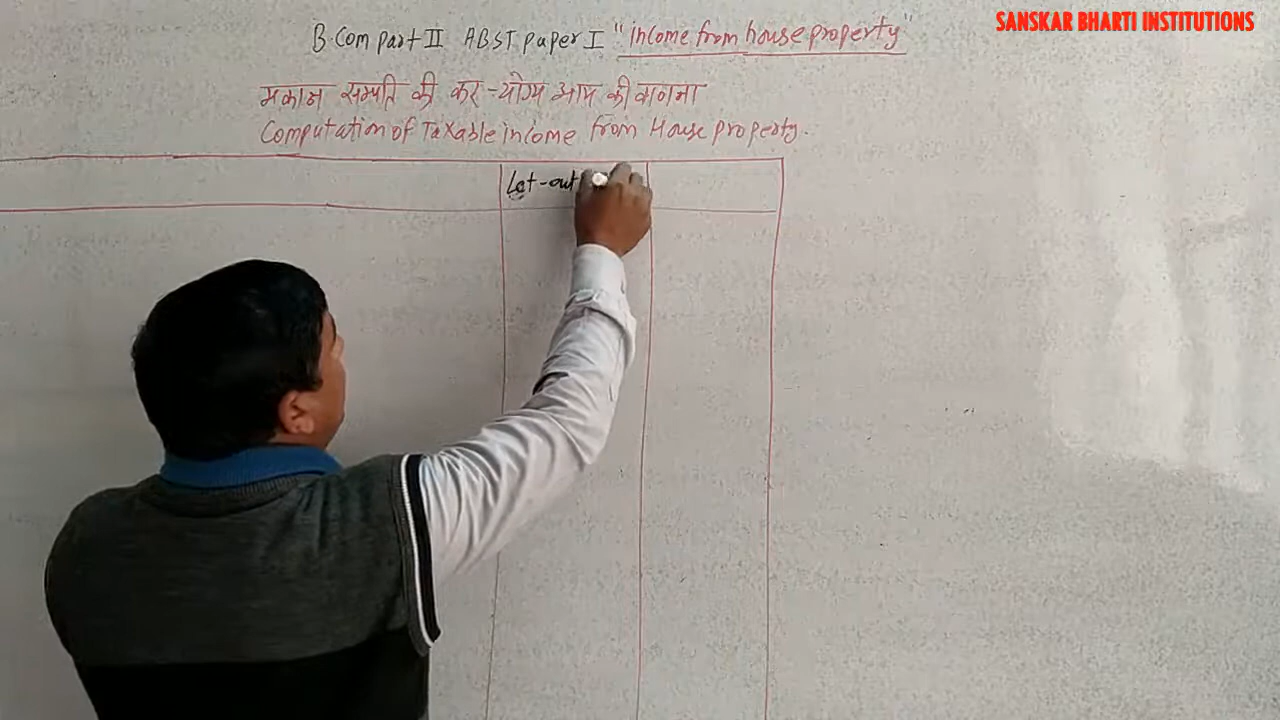 SANSKAR BHARTI INSTITUTIONS
B.Com part II ABST paper I "income from house property"
मकान सम्पति की कर-योग्य आय की गणना
Computation of Taxable income from House property.
Let-out